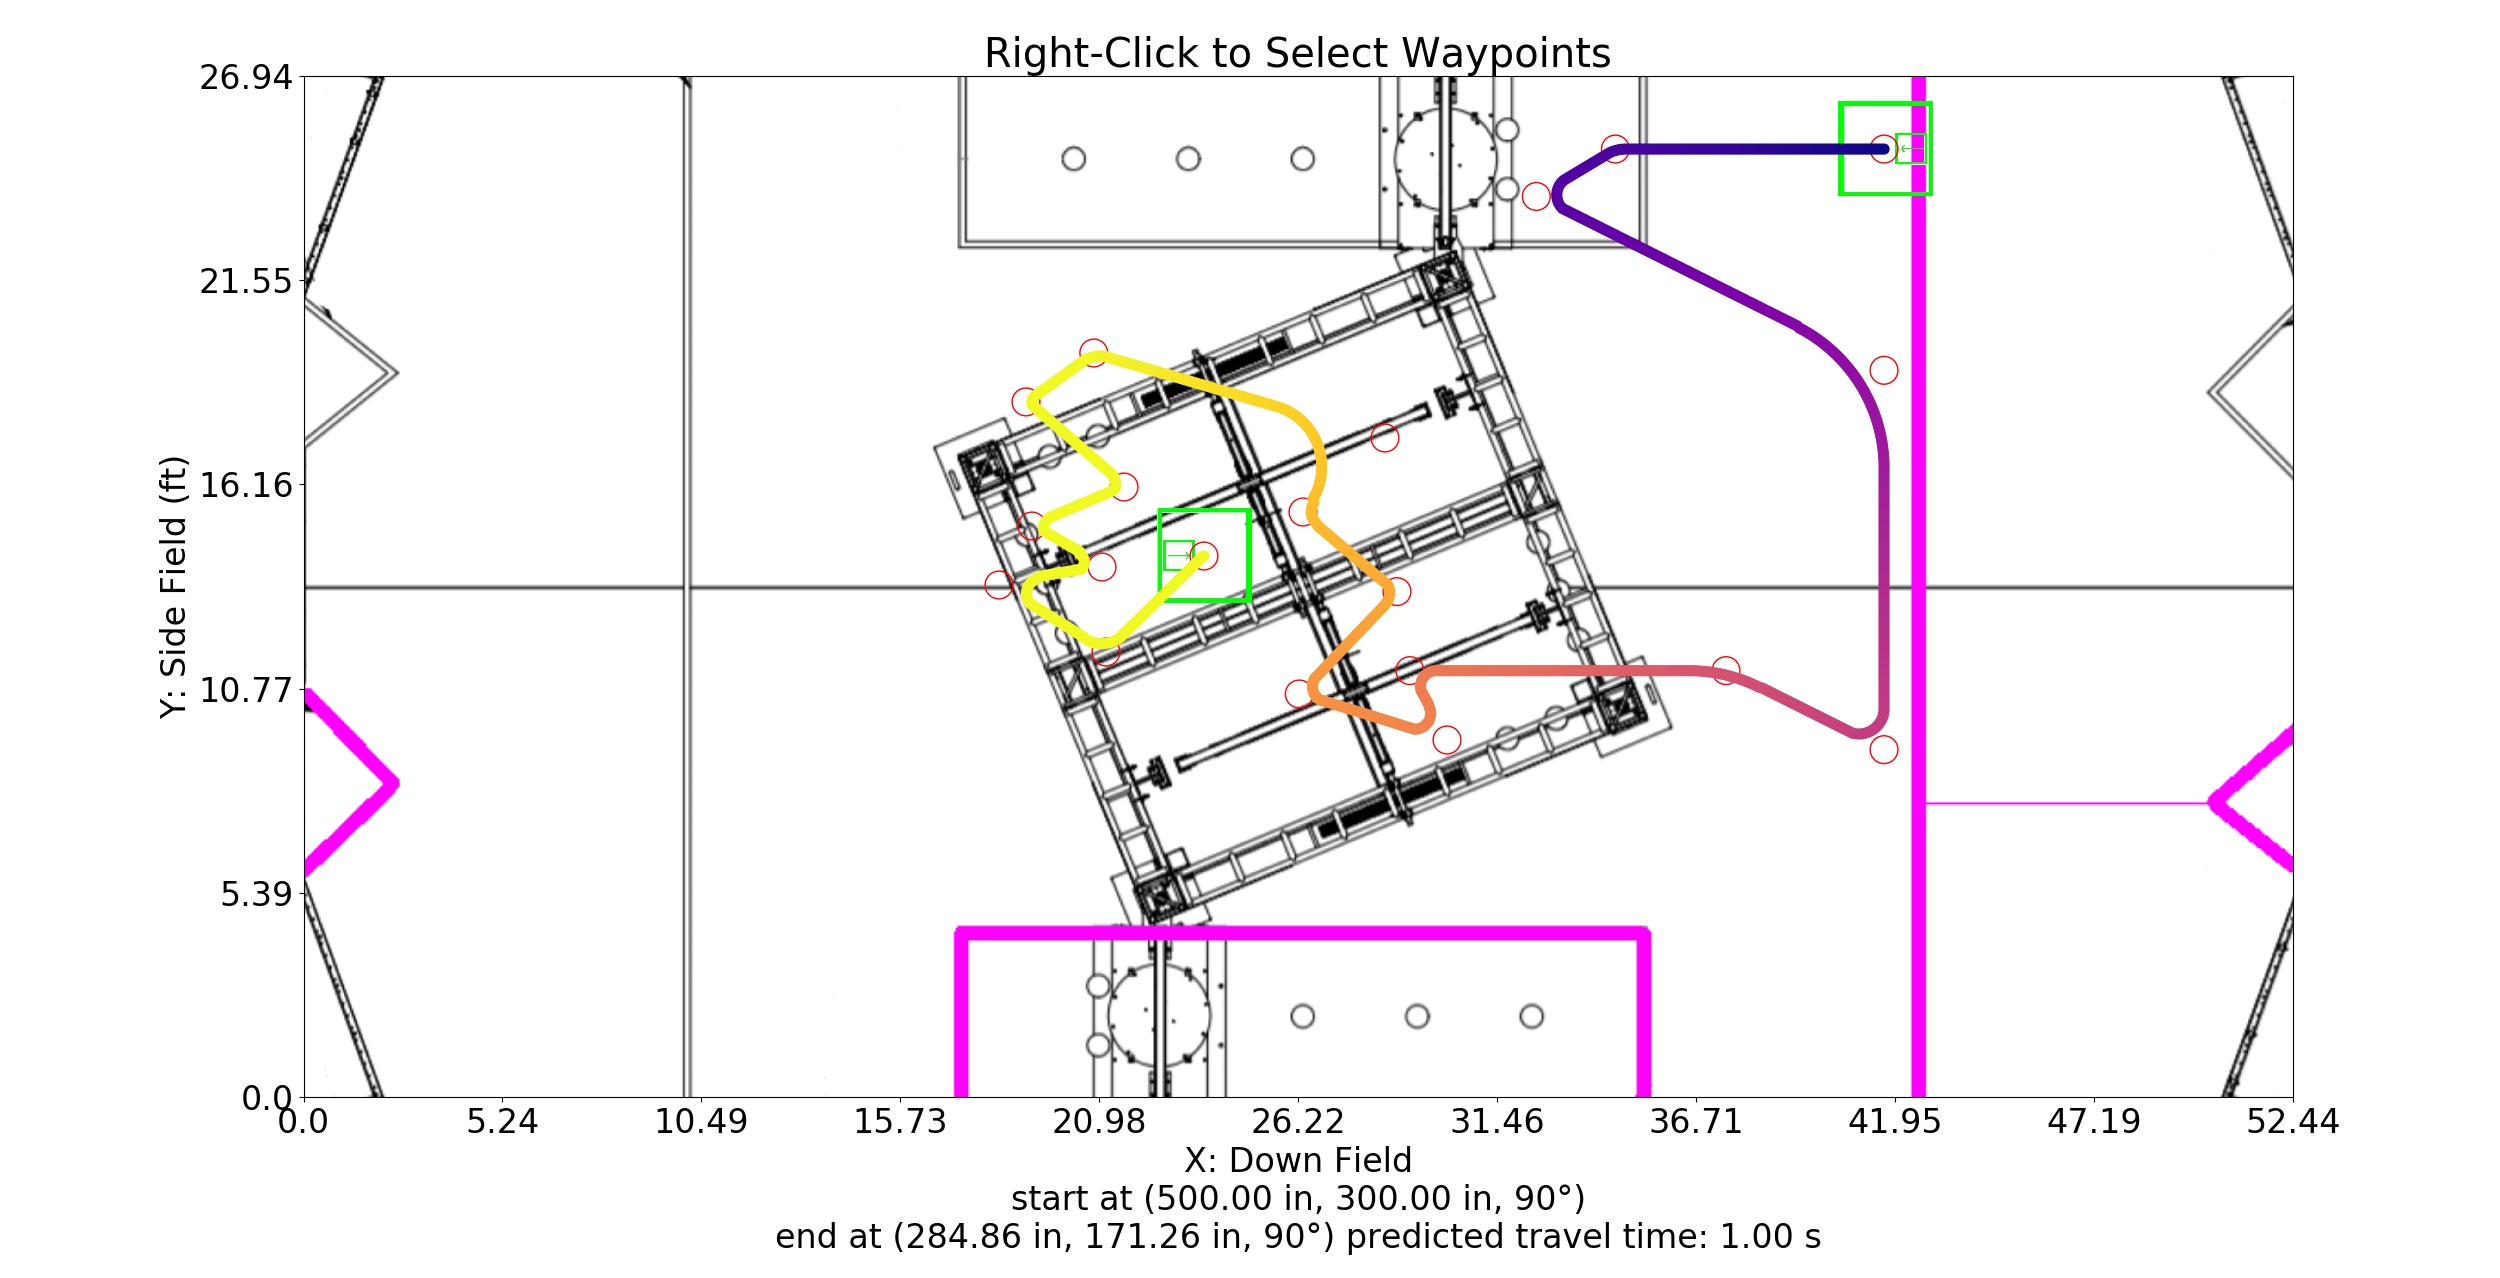 Right-Click to Select Waypoints
26.94
21.55
16.16
10.77
5.39
0.0
Y: Side Field (ft)
0.0 5.24 10.49 15.73 20.98 26.22 31.46 36.71 41.95 47.19 52.44
X: Down Field
start at (500.00 in, 300.00 in, 90°)
end at (284.86 in, 171.26 in, 90°) predicted travel time: 1.00 s